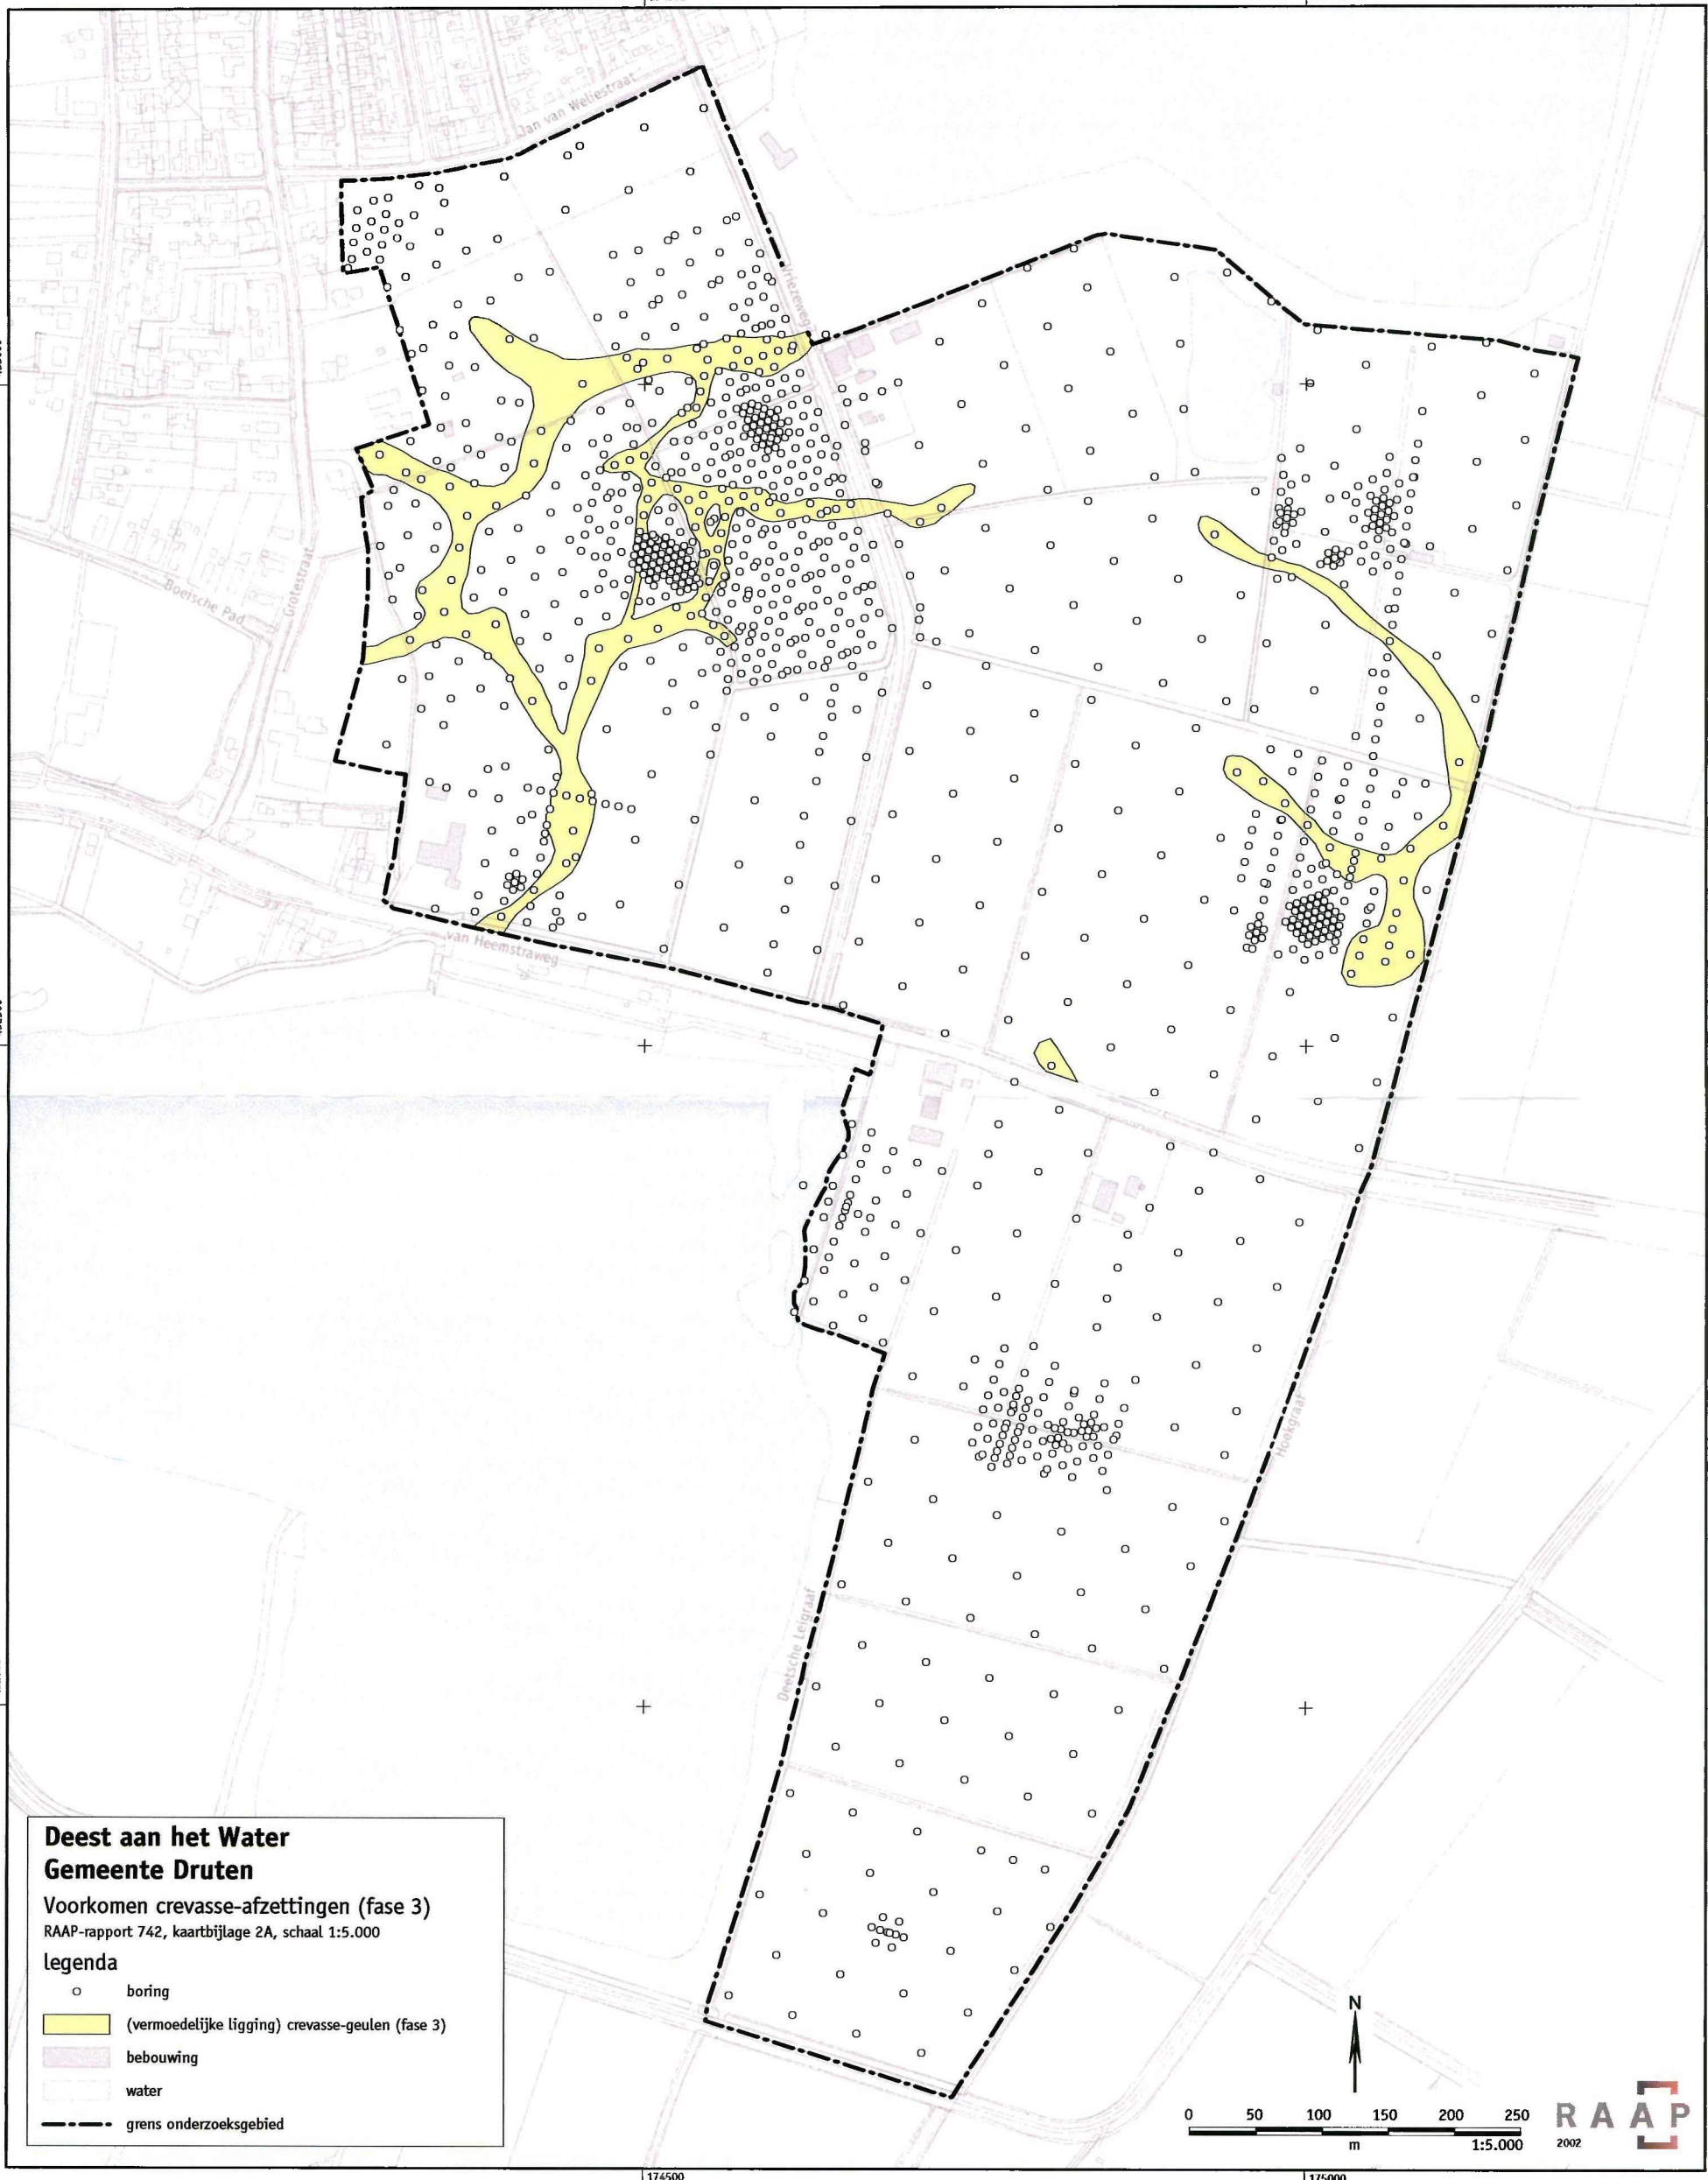 Jan van Weliestraat
Vriezeweg
Boelsche Pad
Grotestraat
van Heemstraweg
Hoekgraaf
Deetsche Leigraaf
Deest aan het Water
Gemeente Druten
Voorkomen crevasse-afzettingen (fase 3)
RAAP-rapport 742, kaartbijlage 2A, schaal 1:5.000
legenda
boring
(vermoedelijke ligging) crevasse-geulen (fase 3)
bebouwing
water
grens onderzoeksgebied
N
0 50 100 150 200 250
m 1:5.000
RAAP
2002
174500
175000